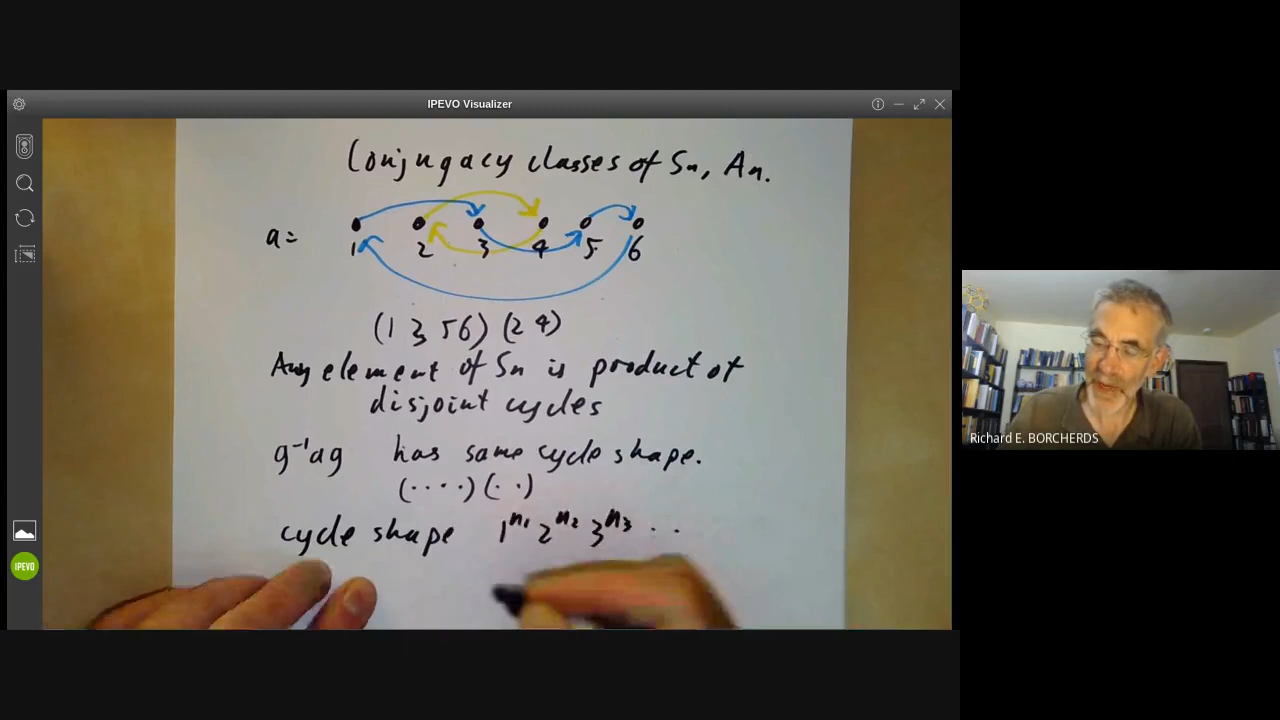 IPEVO Visualizer
Conjugacy classes of Sn, An.
a=
1 2 3 4 5 6
(1 3 5 6) (2 4)
Any element of Sn is product of
disjoint cycles
g⁻¹ag has same cycle shape.
(....) (..)
cycle shape 1^n₁ 2^n₂ 3^n₃ ...
IPEVO
Richard E. BORCHERDS